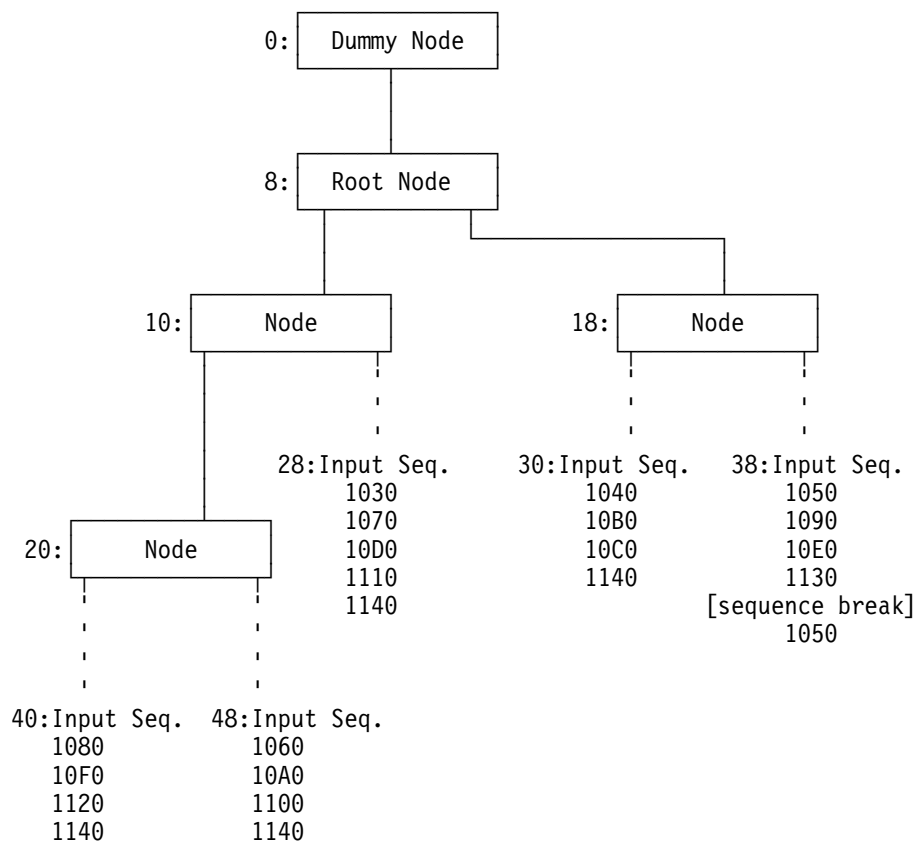 0: Dummy Node
8: Root Node
10: Node 18: Node
28:Input Seq. 30:Input Seq. 38:Input Seq.
1030 1040 1050
1070 10B0 1090
10D0 10C0 10E0
1110 1140 1130
1140 [sequence break]
1050
20: Node
40:Input Seq. 48:Input Seq.
1080 1060
10F0 10A0
1120 1100
1140 1140